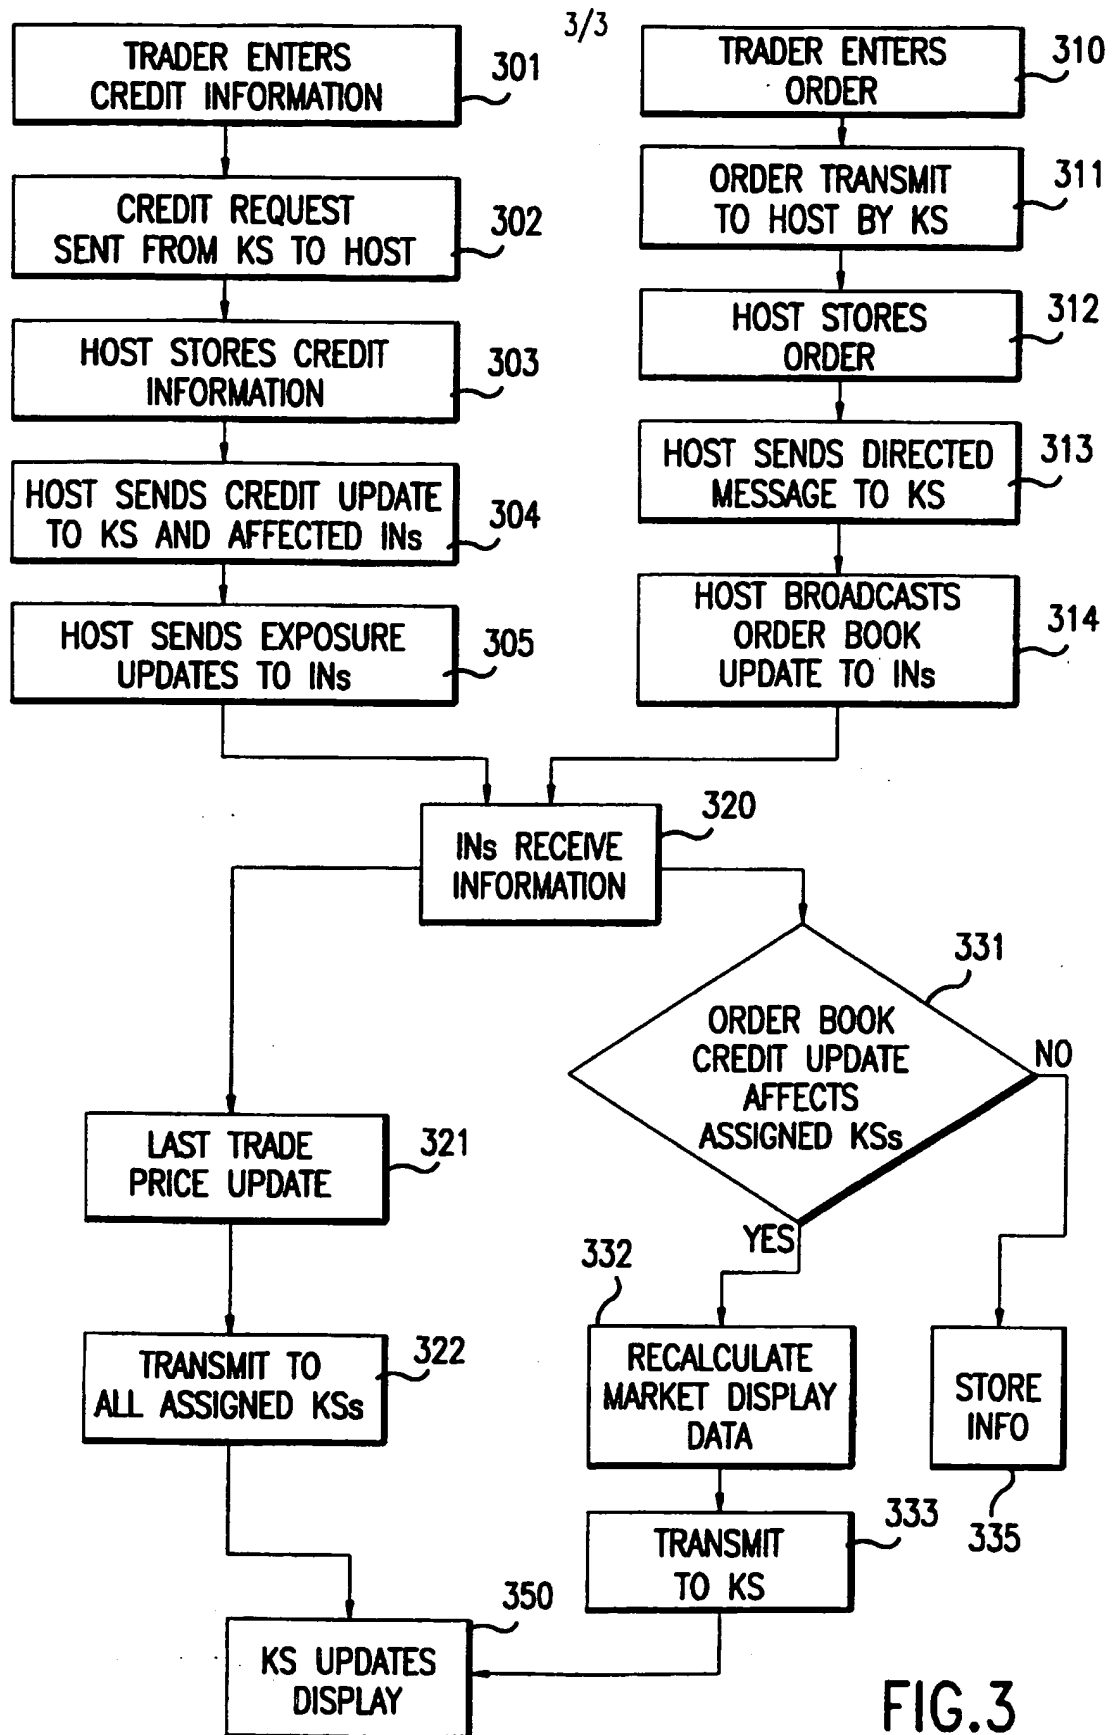 3/3
TRADER ENTERS
CREDIT INFORMATION
301
CREDIT REQUEST
SENT FROM KS TO HOST
302
HOST STORES CREDIT
INFORMATION
303
HOST SENDS CREDIT UPDATE
TO KS AND AFFECTED INs
304
HOST SENDS EXPOSURE
UPDATES TO INs
305
TRADER ENTERS
ORDER
310
ORDER TRANSMIT
TO HOST BY KS
311
HOST STORES
ORDER
312
HOST SENDS DIRECTED
MESSAGE TO KS
313
HOST BROADCASTS
ORDER BOOK
UPDATE TO INs
314
INs RECEIVE
INFORMATION
320
LAST TRADE
PRICE UPDATE
321
TRANSMIT TO
ALL ASSIGNED KSs
322
ORDER BOOK
CREDIT UPDATE
AFFECTS
ASSIGNED KSs
331
NO
YES
RECALCULATE
MARKET DISPLAY
DATA
332
TRANSMIT
TO KS
333
STORE
INFO
335
KS UPDATES
DISPLAY
350
FIG.3